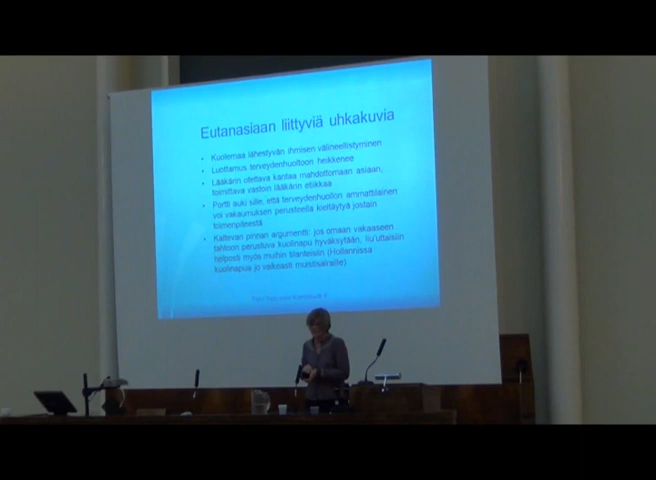 Eutanasiaan liittyviä uhkakuvia
• Kuolemaa lähestyvän ihmisen välineellistyminen
• Luottamus terveydenhuoltoon heikkenee
• Lääkärin otettava kantaa mahdottomaan asiaan,
toimittava vastoin lääkärin etiikkaa
• Portti auki sille, että terveydenhuollon ammattilainen
voi vakaumuksen perusteella kieltäytyä jostain
toimenpiteestä
• Kaltevan pinnan argumentti: jos omaan vakaaseen
tahtoon perustuva kuolinapu hyväksytään, liu'uttaisiin
helposti myös muihin tilanteisiin (Hollannissa
kuolinapua jo vaikeasti muistisairaille)